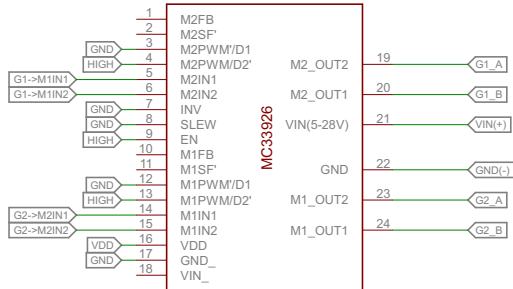 1 M2FB
2 M2SF'
GND 3 M2PWM'/D1
HIGH 4 M2PWM/D2' M2_OUT2 19 G1_A
G1->M1IN1 5 M2IN1
G1->M1IN2 6 M2IN2 M2_OUT1 20 G1_B
GND 7 INV
GND 8 SLEW VIN(5-28V) 21 VIN(+)
HIGH 9 EN
MC33926
10 M1FB
11 M1SF' GND 22 GND(-)
GND 12 M1PWM'/D1
HIGH 13 M1PWM/D2' M1_OUT2 23 G2_A
G2->M2IN1 14 M1IN1
G2->M2IN2 15 M1IN2 M1_OUT1 24 G2_B
VDD 16 VDD
GND 17 GND_
18 VIN_